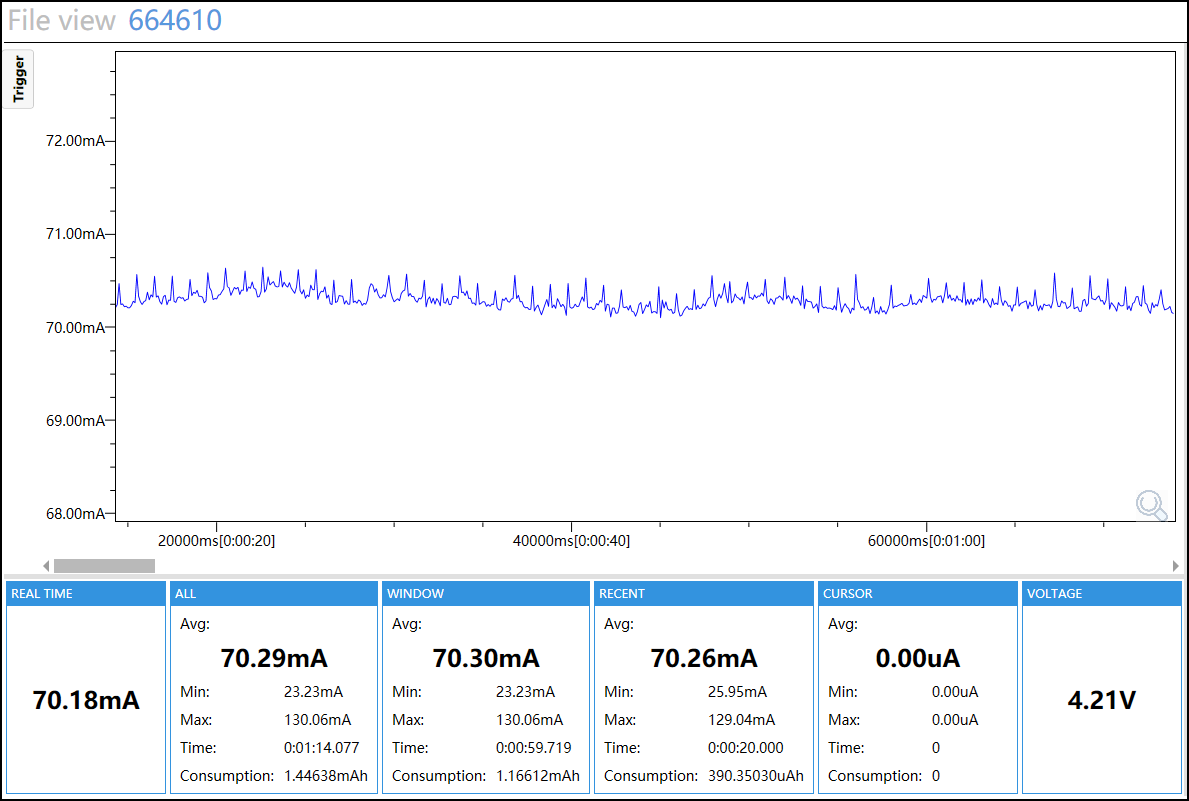 File view 664610
Trigger
72.00mA
71.00mA
70.00mA
69.00mA
68.00mA
20000ms[0:00:20] 40000ms[0:00:40] 60000ms[0:01:00]
REAL TIME
70.18mA
ALL
Avg:
70.29mA
Min: 23.23mA
Max: 130.06mA
Time: 0:01:14.077
Consumption: 1.44638mAh
WINDOW
Avg:
70.30mA
Min: 23.23mA
Max: 130.06mA
Time: 0:00:59.719
Consumption: 1.16612mAh
RECENT
Avg:
70.26mA
Min: 25.95mA
Max: 129.04mA
Time: 0:00:20.000
Consumption: 390.35030uAh
CURSOR
Avg:
0.00uA
Min: 0.00uA
Max: 0.00uA
Time: 0
Consumption: 0
VOLTAGE
4.21V